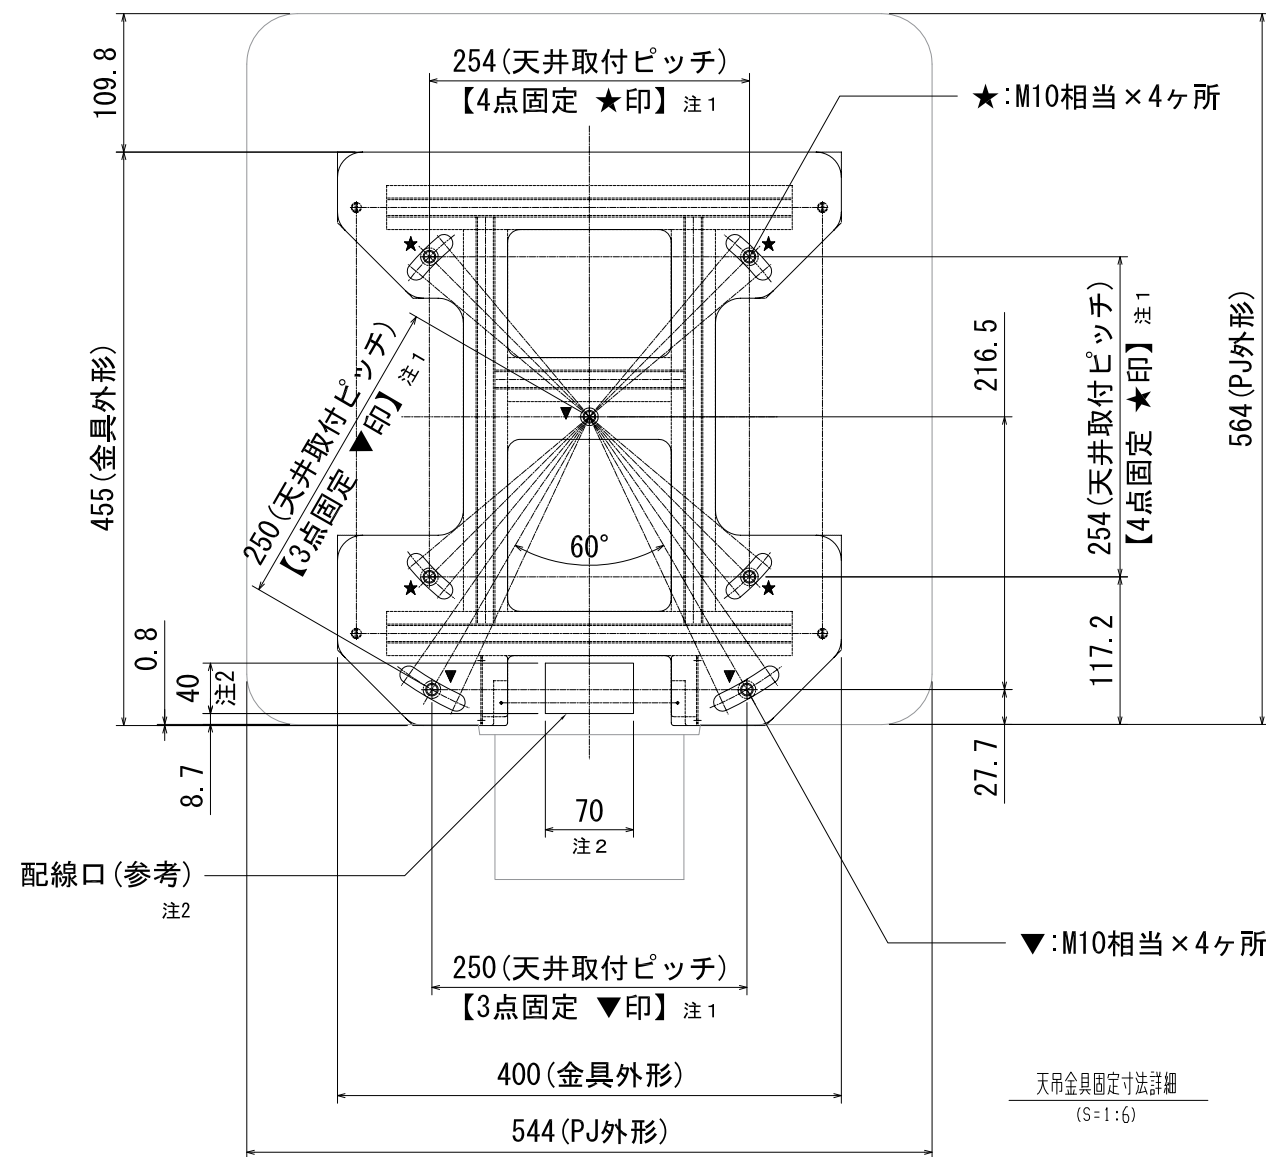 254(天井取付ピッチ)
【4点固定 ★印】 注1
★:M10相当×4ヶ所
109.8
455(金具外形)
★
★
250(天井取付ピッチ)
【3点固定 ▲印】 注1
▼
216.5
254(天井取付ピッチ)
【4点固定 ★印】 注1
564(PJ外形)
60°
★
★
0.8
40
注2
▼
▼
117.2
8.7
27.7
70
注2
配線口(参考)
注2
▼:M10相当×4ヶ所
250(天井取付ピッチ)
【3点固定 ▼印】 注1
400(金具外形)
544(PJ外形)
天吊金具固定寸法詳細
(S=1:6)